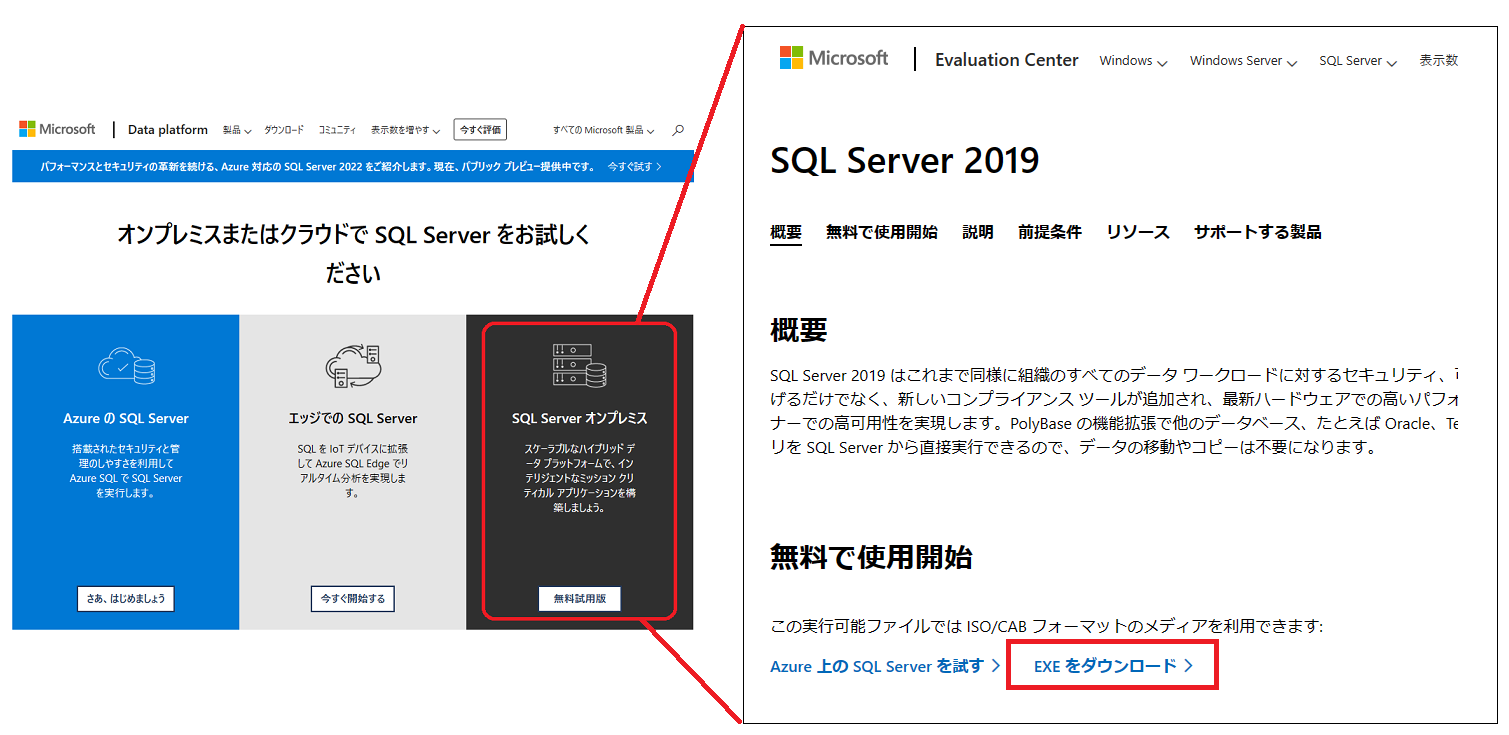 Microsoft
Data platform
製品
ダウンロード
コミュニティ
表示数を増やす
今すぐ評価
すべての Microsoft 製品
パフォーマンスとセキュリティの革新を続ける、Azure 対応の SQL Server 2022 をご紹介します。現在、パブリック プレビュー提供中です。 今すぐ試す
オンプレミスまたはクラウドで SQL Server をお試しく
ださい
Azure の SQL Server
搭載されたセキュリティと管
理のしやすさを利用して
Azure SQL で SQL Server
を実行します。
さあ、はじめましょう
エッジでの SQL Server
SQL を IoT デバイスに拡張
して Azure SQL Edge でリ
アルタイム分析を実現しま
す。
今すぐ開始する
SQL Server オンプレミス
スケーラブルなハイブリッド デ
ータ プラットフォームで、イン
テリジェントなミッション クリ
ティカル アプリケーションを構
築しましょう。
無料試用版
Microsoft
Evaluation Center
Windows
Windows Server
SQL Server
表示数
SQL Server 2019
概要
無料で使用開始
説明
前提条件
リソース
サポートする製品
概要
SQL Server 2019 はこれまで同様に組織のすべてのデータ ワークロードに対するセキュリティ、
げるだけでなく、新しいコンプライアンス ツールが追加され、最新ハードウェアでの高いパフォ
ナーでの高可用性を実現します。PolyBase の機能拡張で他のデータベース、たとえば Oracle、Te
リを SQL Server から直接実行できるので、データの移動やコピーは不要になります。
無料で使用開始
この実行可能ファイルでは ISO/CAB フォーマットのメディアを利用できます:
Azure 上の SQL Server を試す
EXE をダウンロード